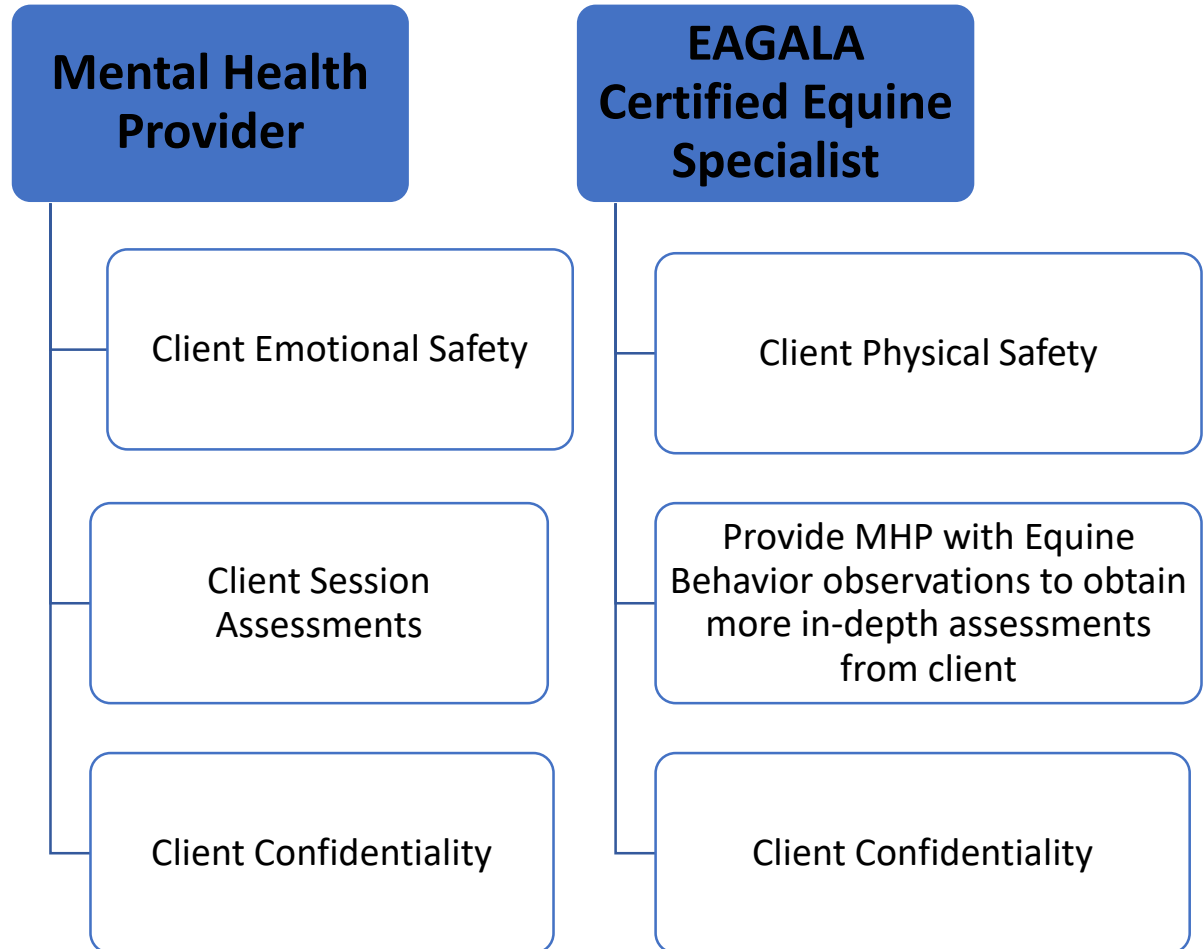 Mental Health
Provider
Client Emotional Safety
Client Session
Assessments
Client Confidentiality
EAGALA
Certified Equine
Specialist
Client Physical Safety
Provide MHP with Equine
Behavior observations to obtain
more in-depth assessments
from client
Client Confidentiality